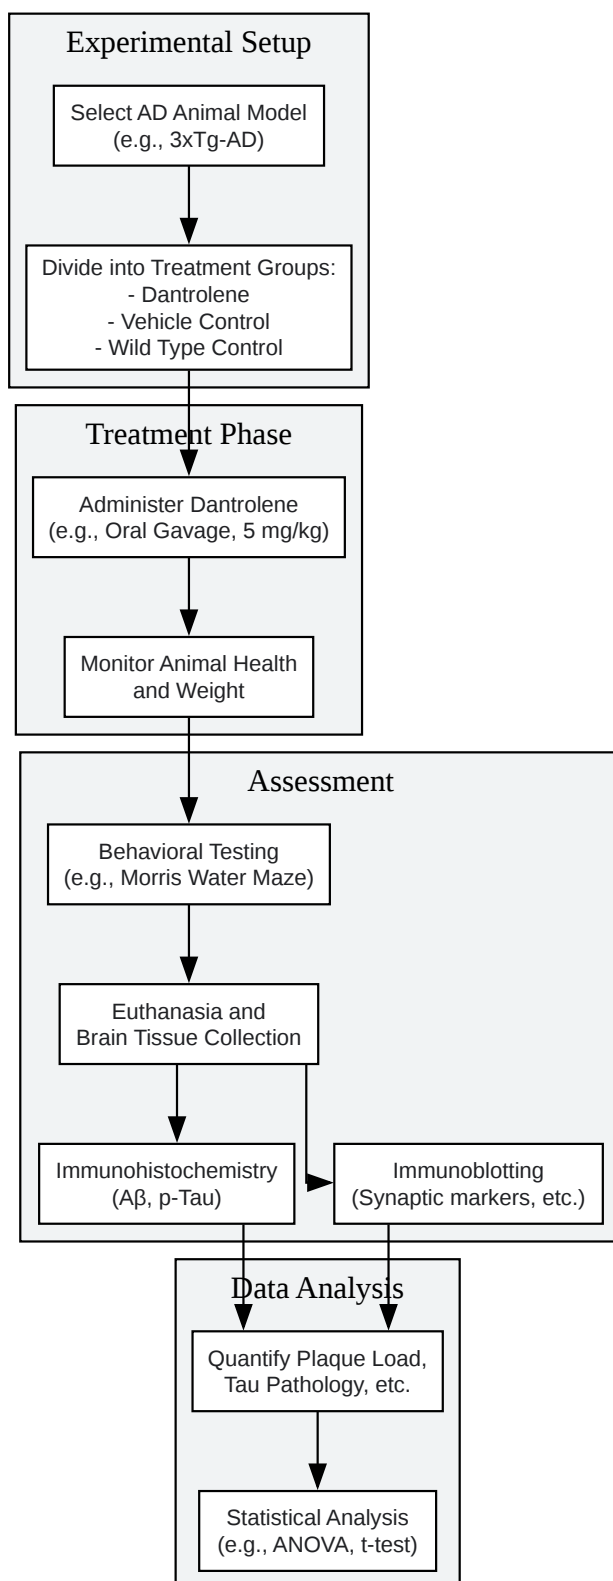 Experimental Setup
Select AD Animal Model
(e.g., 3xTg-AD)
Divide into Treatment Groups:
- Dantrolene
- Vehicle Control
- Wild Type Control
Treatment Phase
Administer Dantrolene
(e.g., Oral Gavage, 5 mg/kg)
Monitor Animal Health
and Weight
Assessment
Behavioral Testing
(e.g., Morris Water Maze)
Euthanasia and
Brain Tissue Collection
Immunohistochemistry
(Aβ, p-Tau)
Immunoblotting
(Synaptic markers, etc.)
Data Analysis
Quantify Plaque Load,
Tau Pathology, etc.
Statistical Analysis
(e.g., ANOVA, t-test)